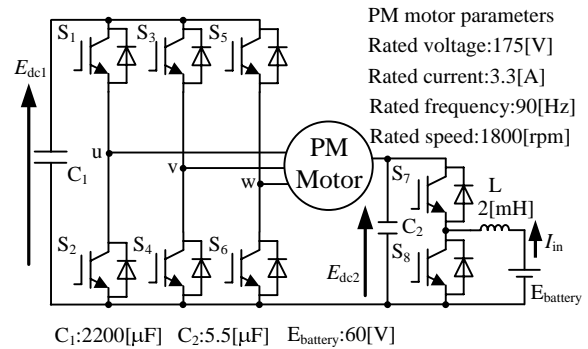 PM motor parameters
Rated voltage:175[V]
Rated current:3.3[A]
Rated frequency:90[Hz]
Rated speed:1800[rpm]
S1
S3
S5
Edc1
C1
u
v
w
PM
Motor
S7
L
2[mH]
C2
Iin
S2
S4
S6
Edc2
S8
Ebattery
C1:2200[μF] C2:5.5[μF] Ebattery:60[V]